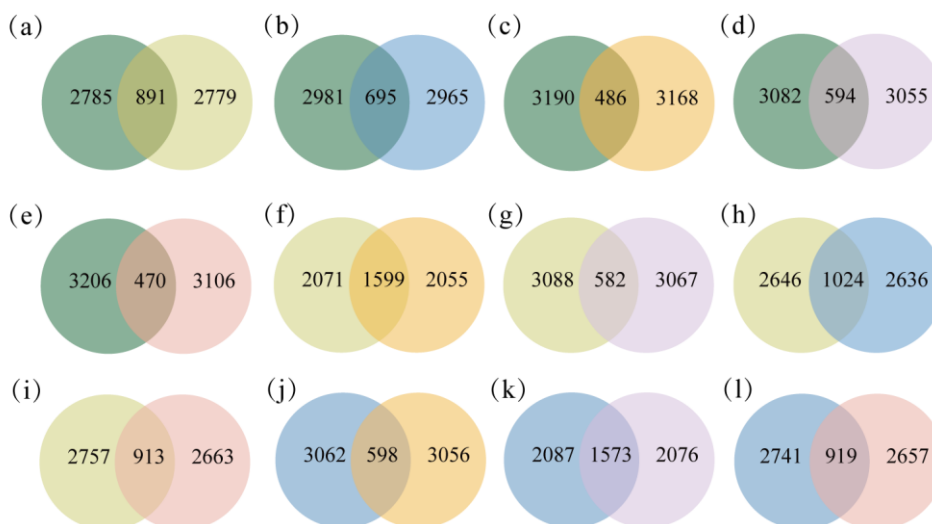 (a) (b) (c) (d)
2785 891 2779 2981 695 2965 3190 486 3168 3082 594 3055
(e) (f) (g) (h)
3206 470 3106 2071 1599 2055 3088 582 3067 2646 1024 2636
(i) (j) (k) (l)
2757 913 2663 3062 598 3056 2087 1573 2076 2741 919 2657